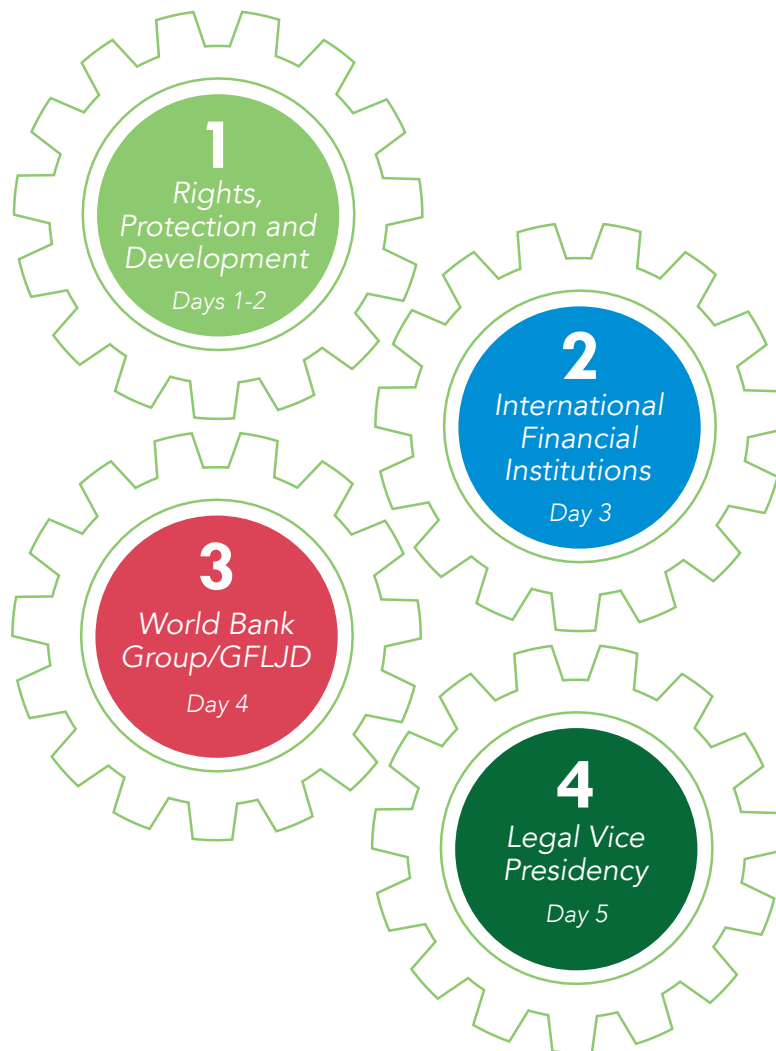 1
Rights,
Protection and
Development
Days 1-2
2
International
Financial
Institutions
Day 3
3
World Bank
Group/GFLJD
Day 4
4
Legal Vice
Presidency
Day 5